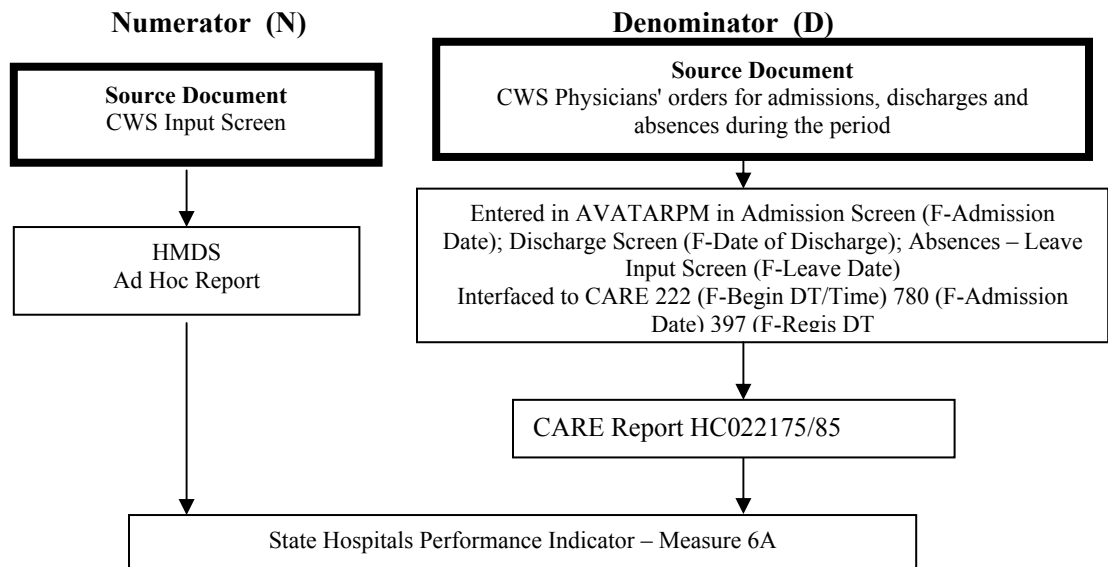 Numerator (N)
Denominator (D)
Source Document
CWS Input Screen
Source Document
CWS Physicians' orders for admissions, discharges and
absences during the period
HMDS
Ad Hoc Report
Entered in AVATARPM in Admission Screen (F-Admission
Date); Discharge Screen (F-Date of Discharge); Absences – Leave
Input Screen (F-Leave Date)
Interfaced to CARE 222 (F-Begin DT/Time) 780 (F-Admission
Date) 397 (F-Regis DT
CARE Report HC022175/85
State Hospitals Performance Indicator – Measure 6A